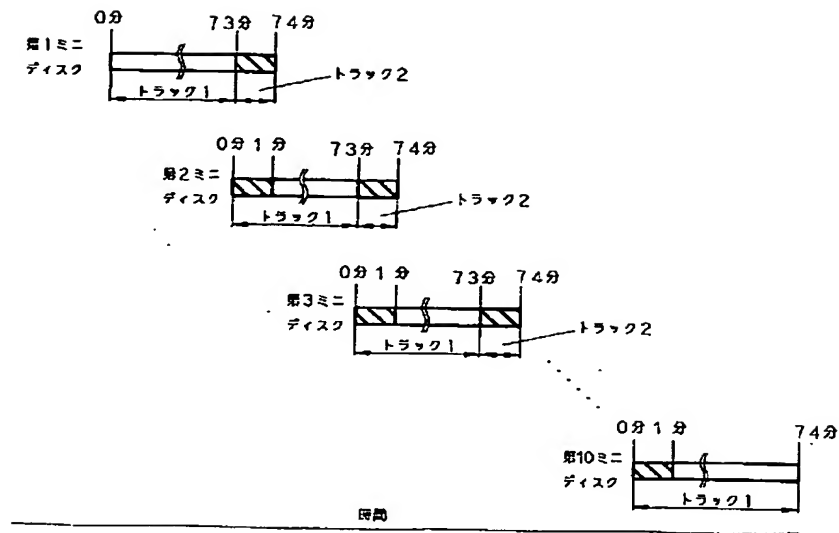 0分 73分 74分
第1ミニ
ディスク
トラック1
トラック2
0分 1分 73分 74分
第2ミニ
ディスク
トラック1
トラック2
0分 1分 73分 74分
第3ミニ
ディスク
トラック1
トラック2
0分 1分 74分
第10ミニ
ディスク
トラック1
時間